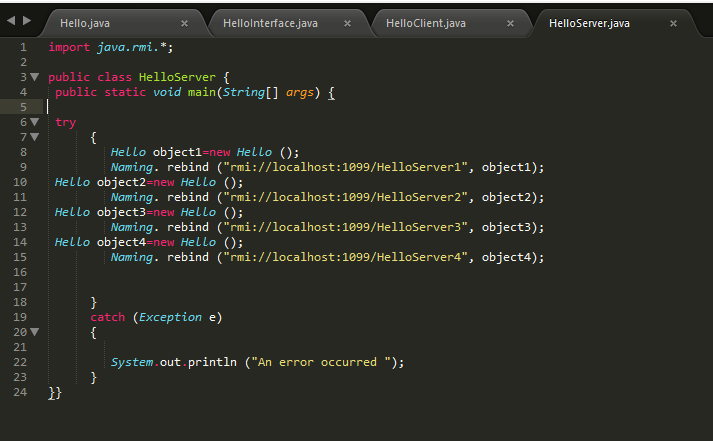 Hello.java × HelloInterface.java × HelloClient.java × HelloServer.java ×
1 import java.rmi.*;
2
3 public class HelloServer {
4 public static void main(String[] args) {
5
6 try
7 {
8 Hello object1=new Hello ();
9 Naming. rebind ("rmi://localhost:1099/HelloServer1", object1);
10 Hello object2=new Hello ();
11 Naming. rebind ("rmi://localhost:1099/HelloServer2", object2);
12 Hello object3=new Hello ();
13 Naming. rebind ("rmi://localhost:1099/HelloServer3", object3);
14 Hello object4=new Hello ();
15 Naming. rebind ("rmi://localhost:1099/HelloServer4", object4);
16
17
18 }
19 catch (Exception e)
20 {
21
22 System.out.println ("An error occurred ");
23 }
24 }}